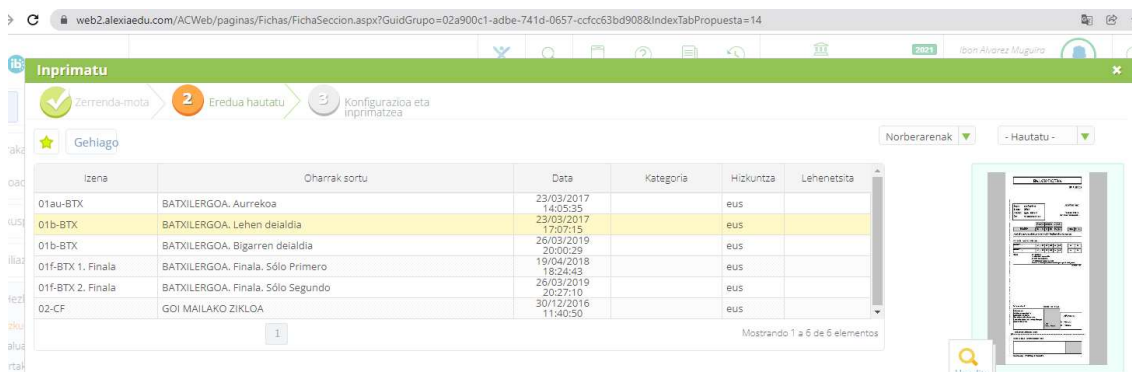 web2.alexiaedu.com/ACWeb/paginas/Fichas/FichaSeccion.aspx?GuidGrupo=02a900c1-adbe-741d-0657-ccfcc63bd908&IndexTabPropuesta=14
2021 Ibon Alvarez Muguira
Inprimatu
Zerrenda-mota 2 Eredua hautatu 3 Konfigurazioa eta
inprimatzea
Gehiago Norberarenak - Hautatu -
Izena Oharrak sortu Data Kategoria Hizkuntza Lehenetsita
01au-BTX BATXILERGOA. Aurrekoa 23/03/2017 14:05:35 eus
01b-BTX BATXILERGOA. Lehen deialdia 23/03/2017 17:07:15 eus
01b-BTX BATXILERGOA. Bigarren deialdia 26/03/2019 20:00:29 eus
01f-BTX 1. Finala BATXILERGOA. Finala. Sólo Primero 19/04/2018 18:24:43 eus
01f-BTX 2. Finala BATXILERGOA. Finala. Sólo Segundo 26/03/2019 20:27:10 eus
02-CF GOI MAILAKO ZIKLOA 30/12/2016 11:40:50 eus
1 Mostrando 1 a 6 de 6 elementos